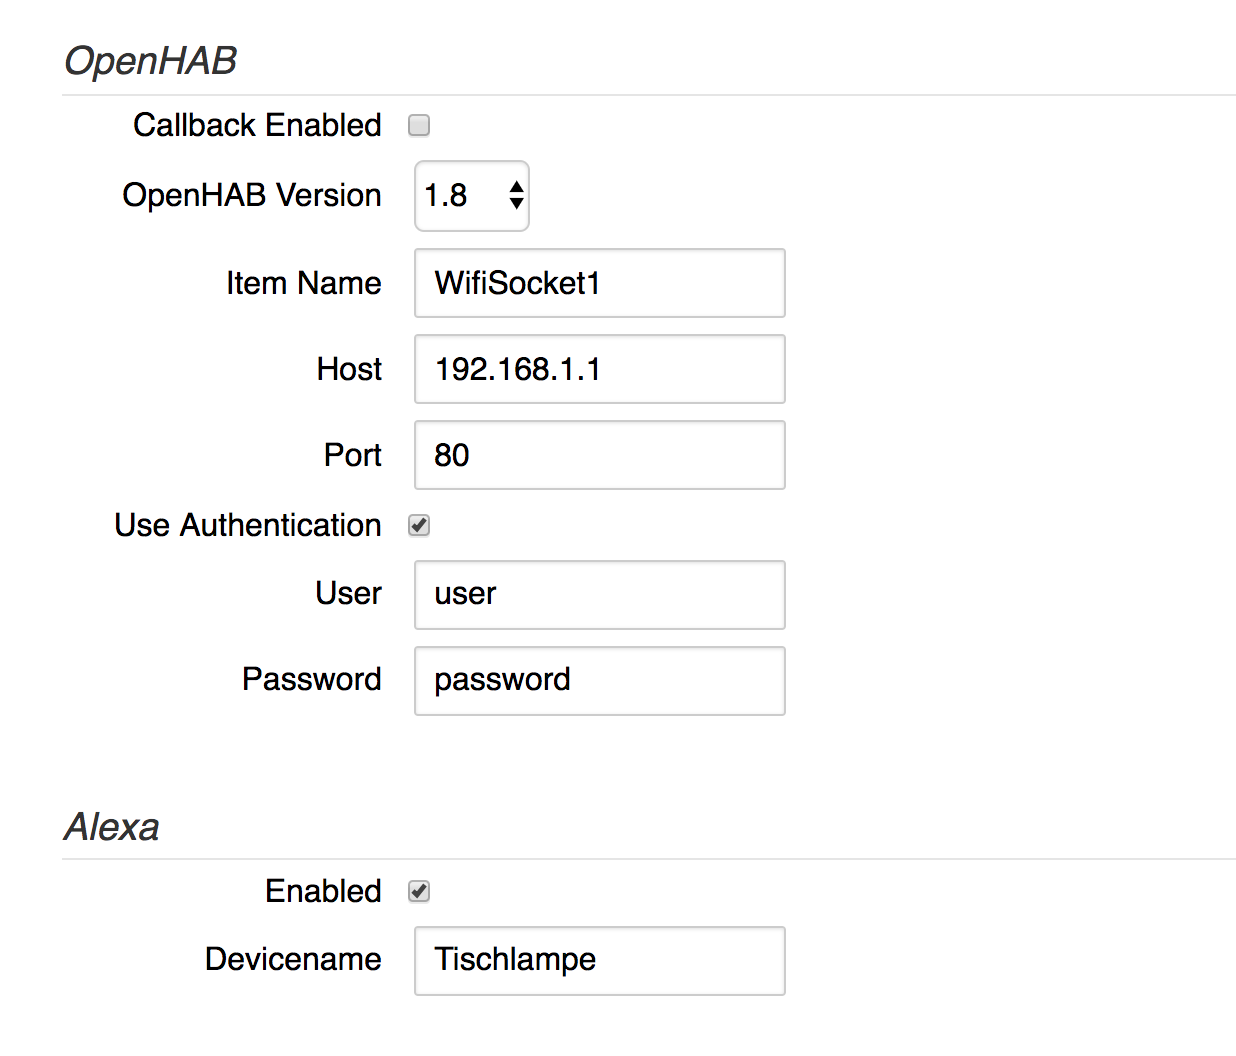 OpenHAB
Callback Enabled
OpenHAB Version 1.8
Item Name WifiSocket1
Host 192.168.1.1
Port 80
Use Authentication
User user
Password password
Alexa
Enabled
Devicename Tischlampe